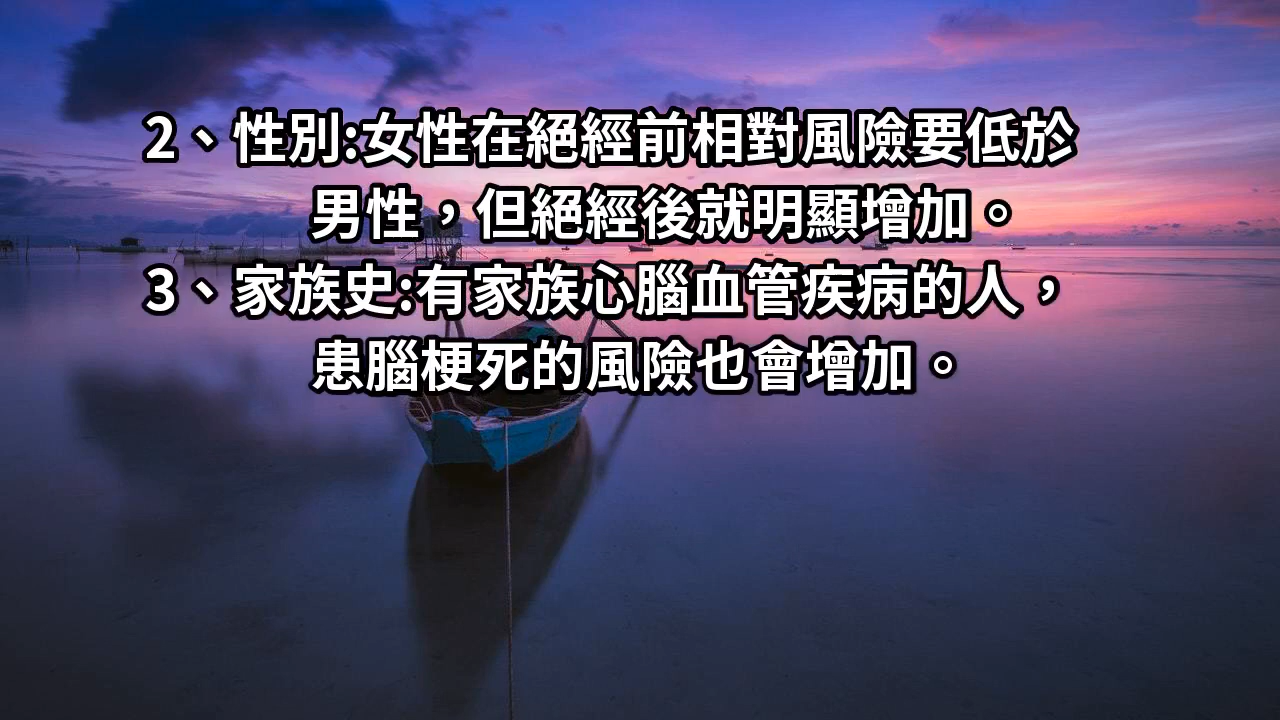 2、性別:女性在絕經前相對風險要低於
男性，但絕經後就明顯增加。
3、家族史:有家族心腦血管疾病的人，
患腦梗死的風險也會增加。